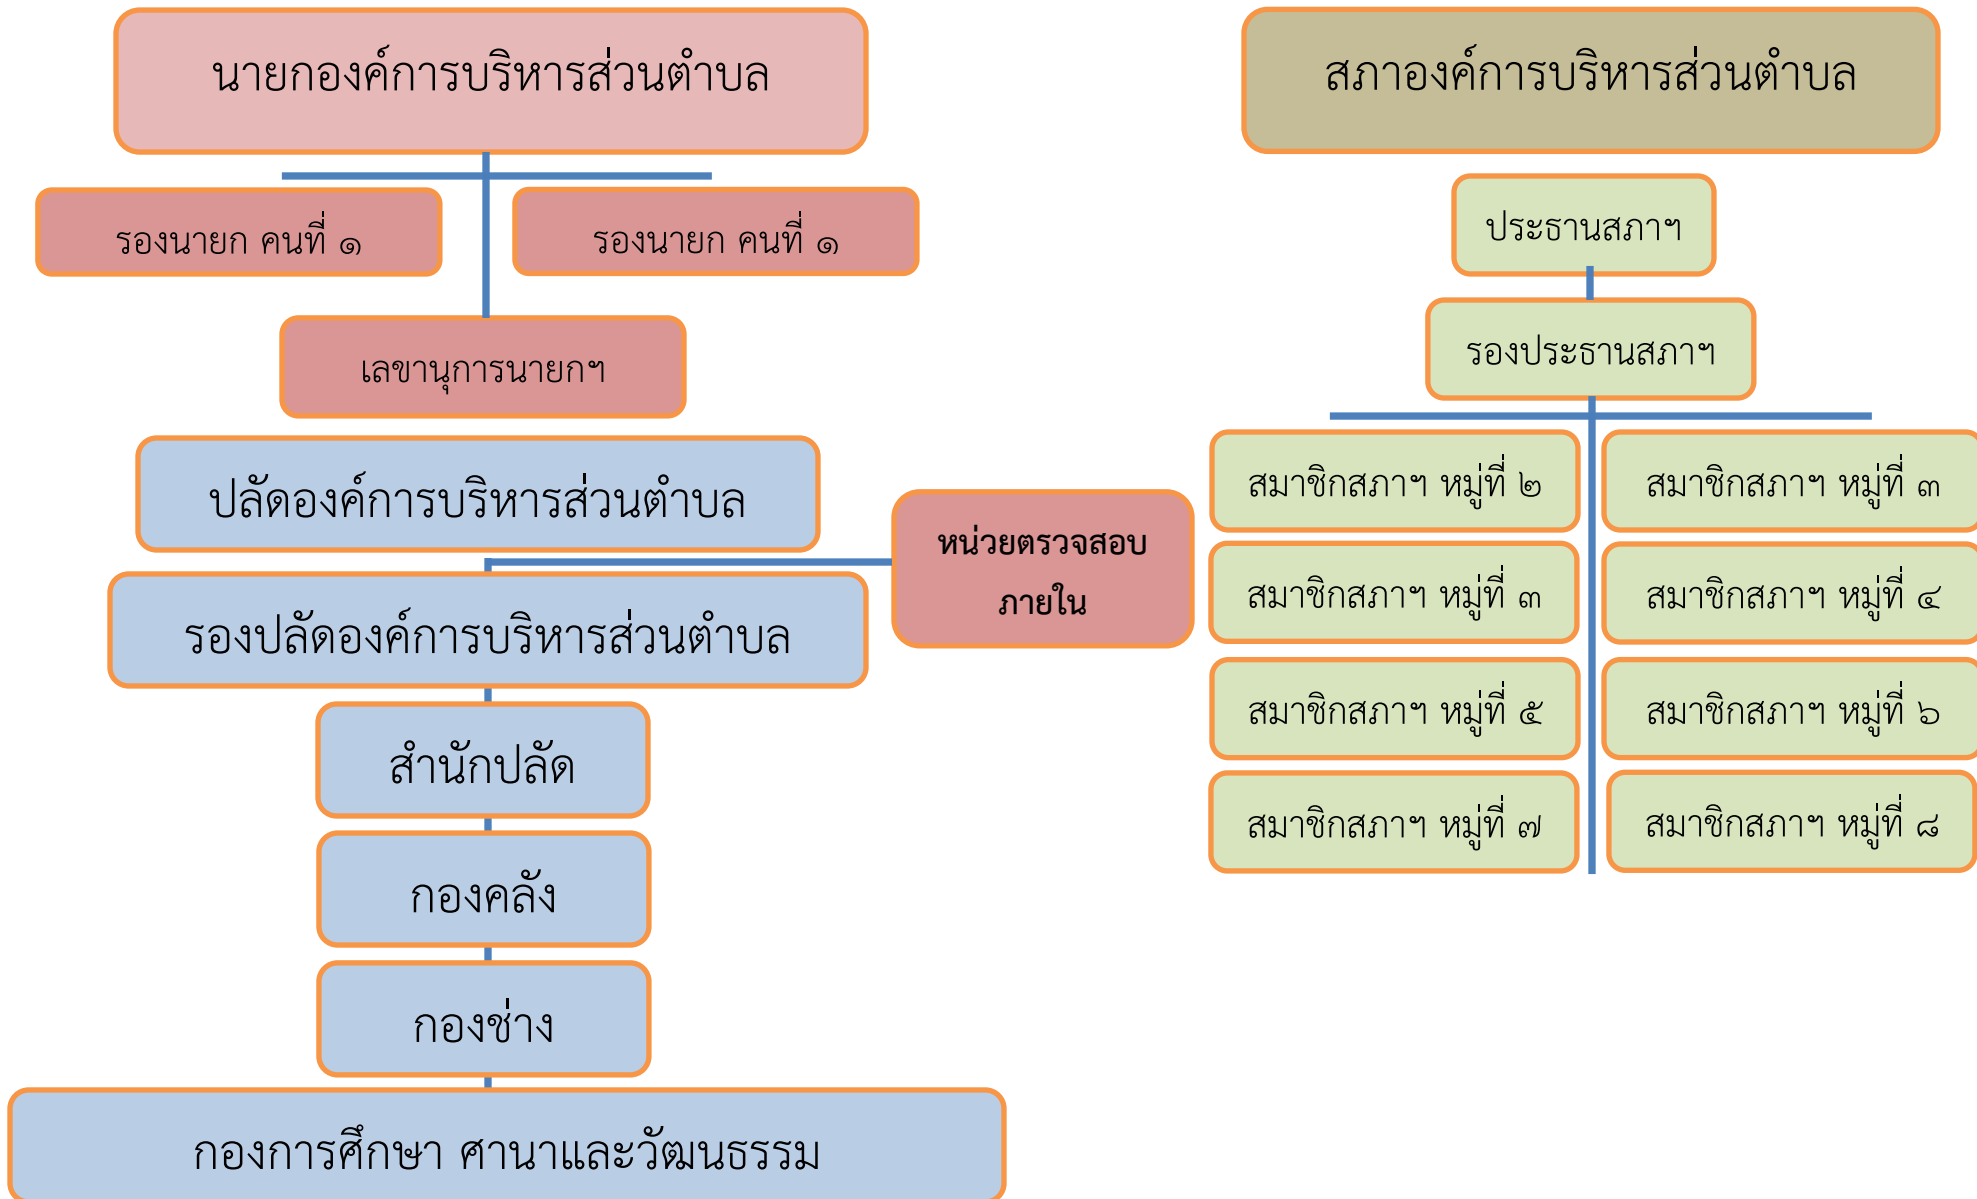 นายกองค์การบริหารส่วนตำบล
รองนายก คนที่ ๑
รองนายก คนที่ ๑
เลขานุการนายกฯ
ปลัดองค์การบริหารส่วนตำบล
หน่วยตรวจสอบ
ภายใน
รองปลัดองค์การบริหารส่วนตำบล
สำนักปลัด
กองคลัง
กองช่าง
กองการศึกษา ศานาและวัฒนธรรม
สภาองค์การบริหารส่วนตำบล
ประธานสภาฯ
รองประธานสภาฯ
สมาชิกสภาฯ หมู่ที่ ๒
สมาชิกสภาฯ หมู่ที่ ๓
สมาชิกสภาฯ หมู่ที่ ๓
สมาชิกสภาฯ หมู่ที่ ๔
สมาชิกสภาฯ หมู่ที่ ๕
สมาชิกสภาฯ หมู่ที่ ๖
สมาชิกสภาฯ หมู่ที่ ๗
สมาชิกสภาฯ หมู่ที่ ๘